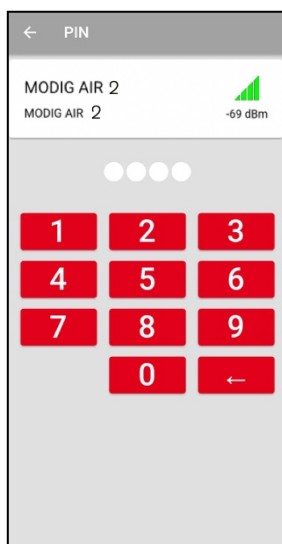 ← PIN
MODIG AIR 2
MODIG AIR 2
-69 dBm
1 2 3
4 5 6
7 8 9
0 ←